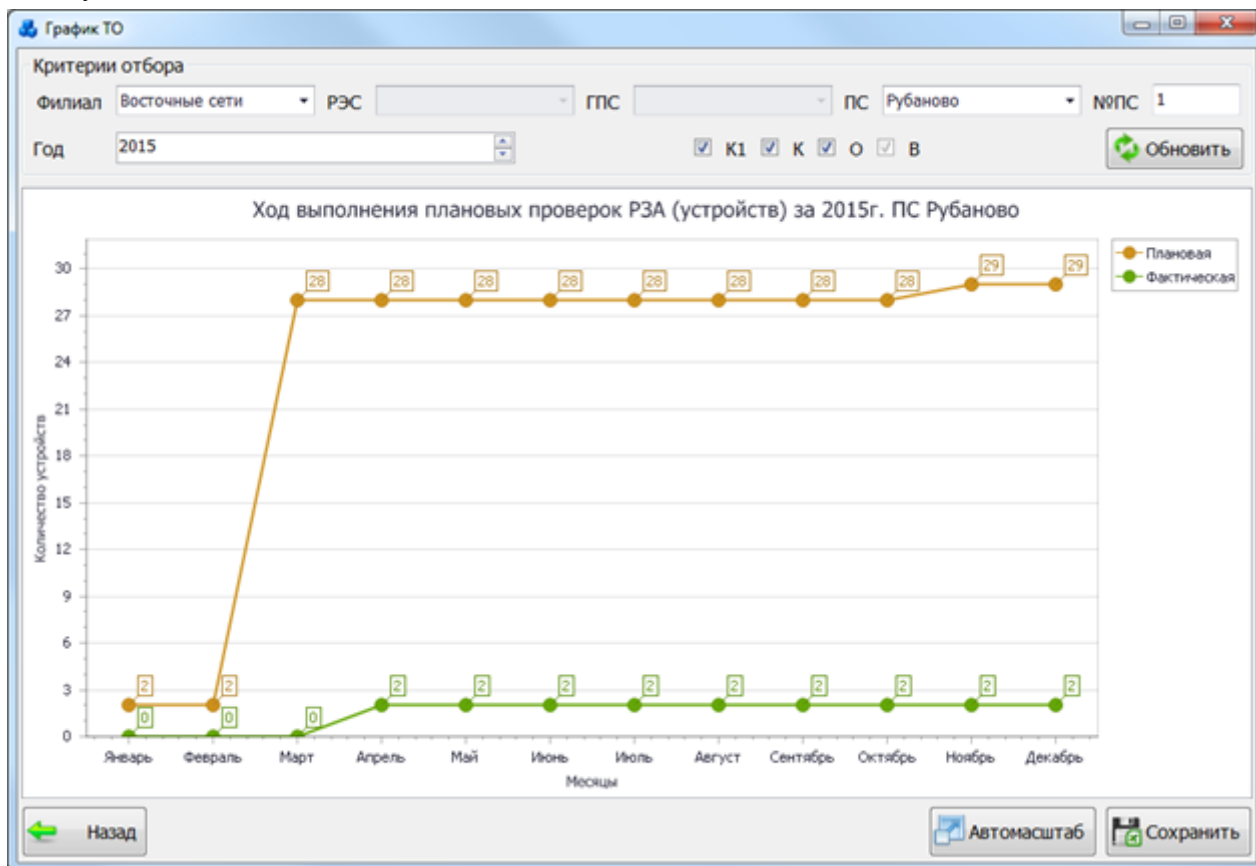 График ТО
Критерии отбора
Филиал Восточные сети РЭС ГПС ПС Рубаново №ПС 1
Год 2015 К1 К О В Обновить
Ход выполнения плановых проверок РЗА (устройств) за 2015г. ПС Рубаново
Плановая
Фактическая
Количество устройств
30
27
24
21
18
15
12
9
6
3
0
2 2 28 28 28 28 28 28 28 28 29 29
0 0 0 2 2 2 2 2 2 2 2 2
Январь Февраль Март Апрель Май Июнь Июль Август Сентябрь Октябрь Ноябрь Декабрь
Месяцы
Назад Автомасштаб Сохранить